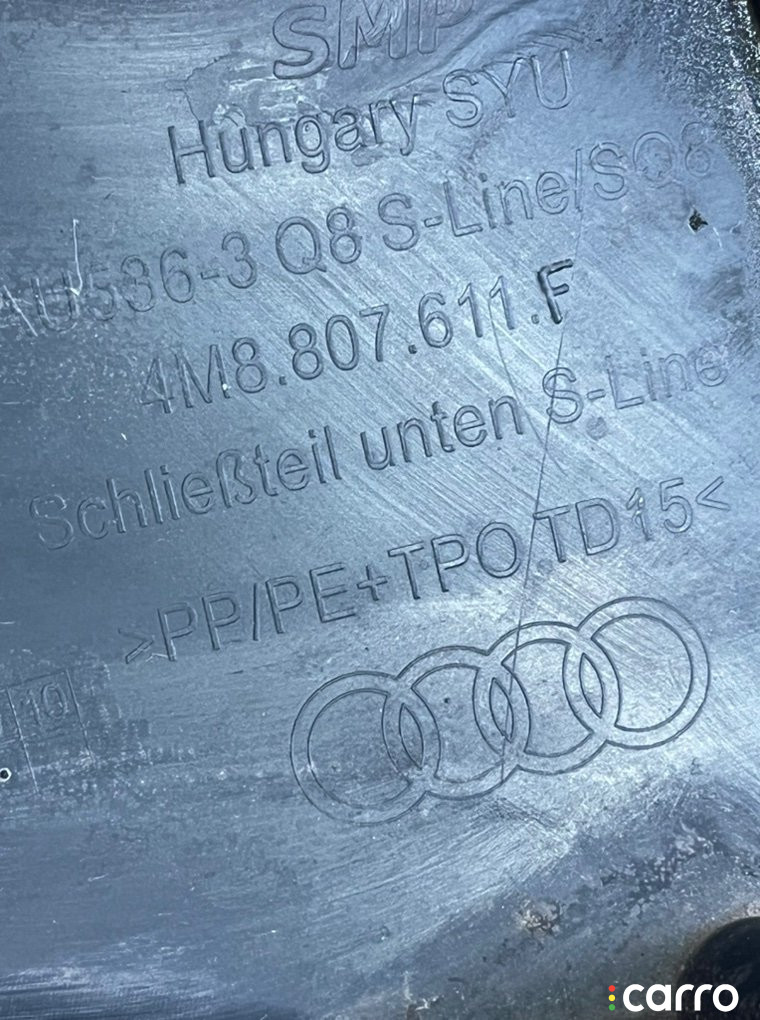 SMP
Hungary SYU
AU536-3 Q8 S-Line/SQ8
4M8.807.611.F
Schließteil unten S-Line
>PP/PE+TPO/TD15<
10
carro